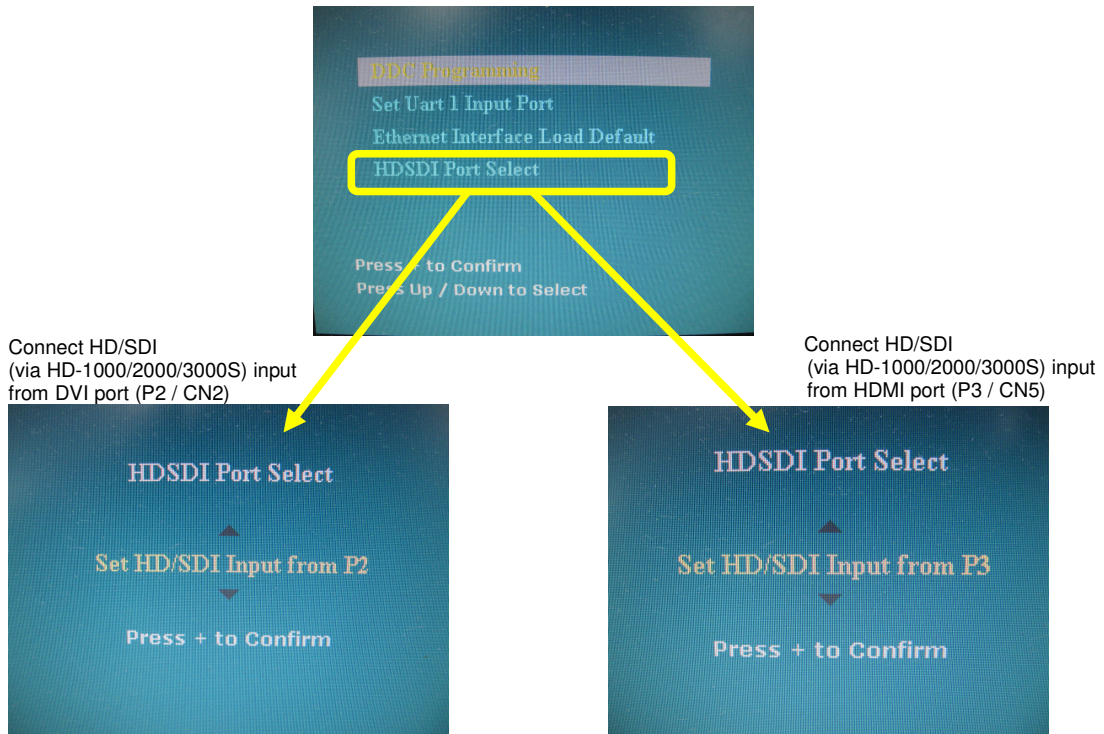 DDC Programming
Set Uart 1 Input Port
Ethernet Interface Load Default
HDSDI Port Select
Press + to Confirm
Press Up / Down to Select
Connect HD/SDI
(via HD-1000/2000/3000S) input
from DVI port (P2 / CN2)
HDSDI Port Select
Set HD/SDI Input from P2
Press + to Confirm
Connect HD/SDI
(via HD-1000/2000/3000S) input
from HDMI port (P3 / CN5)
HDSDI Port Select
Set HD/SDI Input from P3
Press + to Confirm